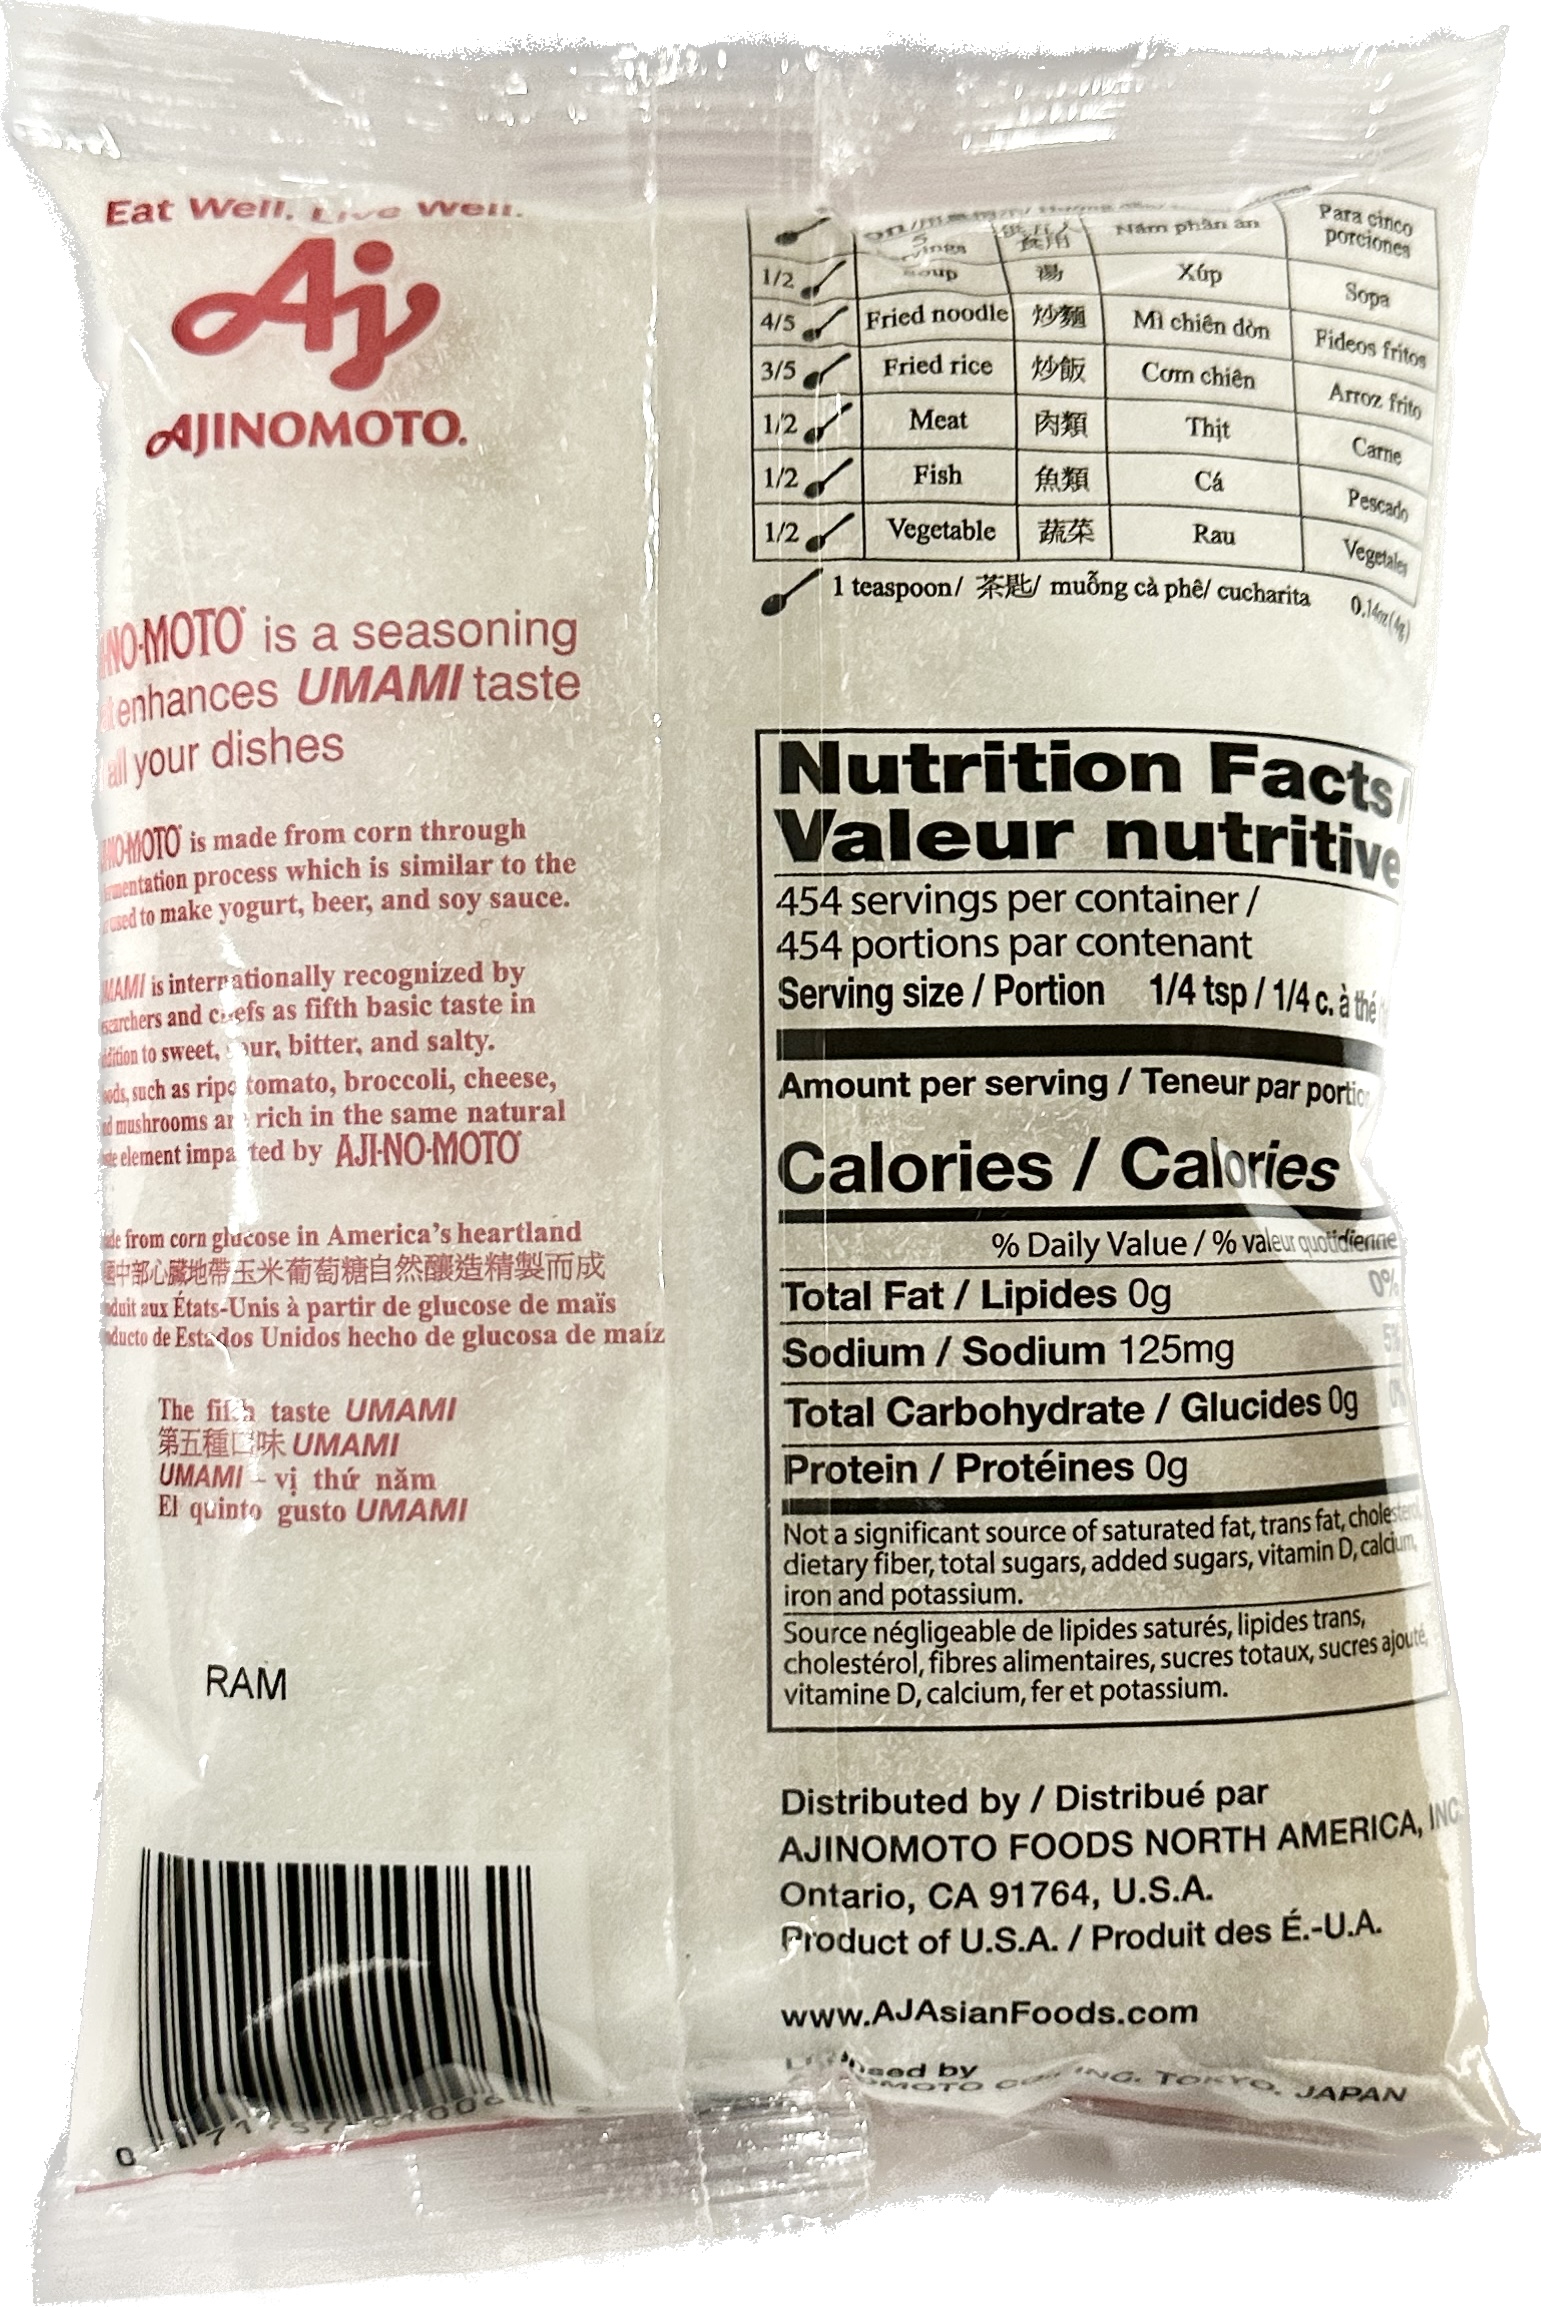 Eat Well. Live Well.
Aj
AJINOMOTO.
is a seasoning
enhances UMAMI taste
all your dishes
is made from corn through
process which is similar to the
used to make yogurt, beer, and soy sauce.
is internationally recognized by
and chefs as fifth basic taste in
to sweet, sour, bitter, and salty.
such as ripe tomato, broccoli, cheese,
mushrooms are rich in the same natural
element imparted by AJI-NO-MOTO®
from corn glucose in America's heartland
中部心臟地帶玉米葡萄糖自然釀造精製而成
aux États-Unis à partir de glucose de maïs
de Estados Unidos hecho de glucosa de maíz
The fifth taste UMAMI
第五種口味 UMAMI
UMAMI – vị thứ năm
El quinto gusto UMAMI
RAM
0
5 Năm phần ăn Para cinco porciones
1/2 Soup 湯 Xúp Sopa
4/5 Fried noodle 炒麵 Mì chiên dòn Fideos fritos
3/5 Fried rice 炒飯 Cơm chiên Arroz frito
1/2 Meat 肉類 Thịt Carne
1/2 Fish 魚類 Cá Pescado
1/2 Vegetable 蔬菜 Rau Vegetales
1 teaspoon/ 茶匙/ muỗng cà phê/ cucharita 0.14oz(4g)
Nutrition Facts/
Valeur nutritive
454 servings per container /
454 portions par contenant
Serving size / Portion 1/4 tsp / 1/4 c. à thé
Amount per serving / Teneur par portion
Calories / Calories
% Daily Value / % valeur quotidienne
Total Fat / Lipides 0g 0%
Sodium / Sodium 125mg 5%
Total Carbohydrate / Glucides 0g 0%
Protein / Protéines 0g
Not a significant source of saturated fat, trans fat, cholesterol,
dietary fiber, total sugars, added sugars, vitamin D, calcium,
iron and potassium.
Source négligeable de lipides saturés, lipides trans,
cholestérol, fibres alimentaires, sucres totaux, sucres ajouté
vitamine D, calcium, fer et potassium.
Distributed by / Distribué par
AJINOMOTO FOODS NORTH AMERICA, INC
Ontario, CA 91764, U.S.A.
Product of U.S.A. / Produit des É.-U.A.
www.AJAsianFoods.com
Licensed by
INC. TOKYO, JAPAN